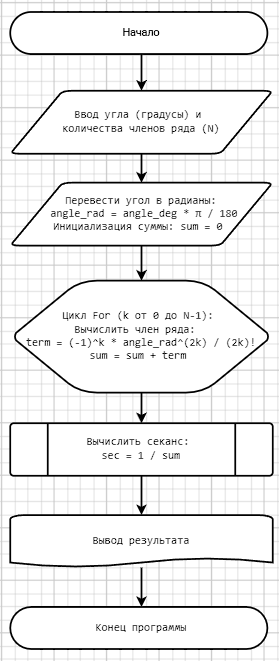 Начало
Ввод угла (градусы) и
количества членов ряда (N)
Перевести угол в радианы:
angle_rad = angle_deg * π / 180
Инициализация суммы: sum = 0
Цикл For (k от 0 до N-1):
Вычислить член ряда:
term = (-1)^k * angle_rad^(2k) / (2k)!
sum = sum + term
Вычислить секанс:
sec = 1 / sum
Вывод результата
Конец программы